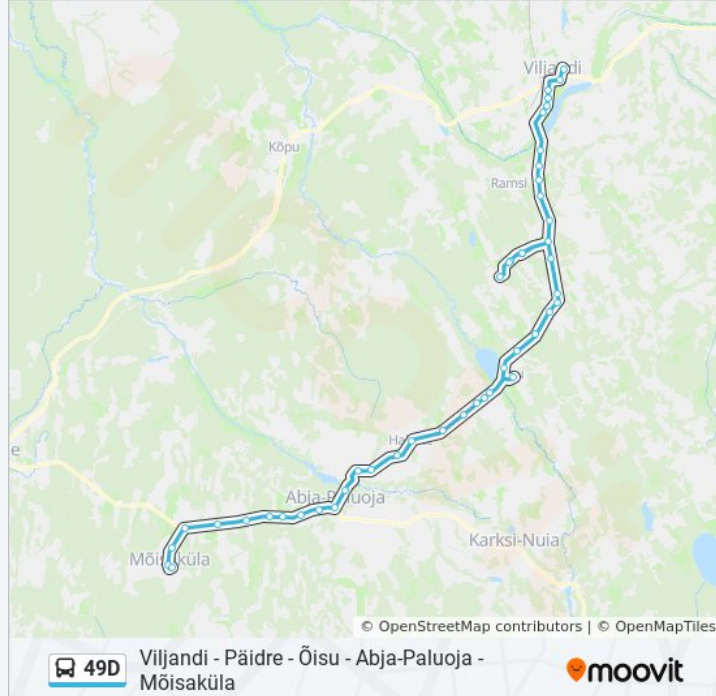 Viljandi
Kõpu
Ramsi
Abja-Paluoja
Karksi-Nuia
Mõisaküla
© OpenStreetMap contributors | © OpenMapTiles
49D
Viljandi - Päidre - Õisu - Abja-Paluoja -
Mõisaküla
moovit